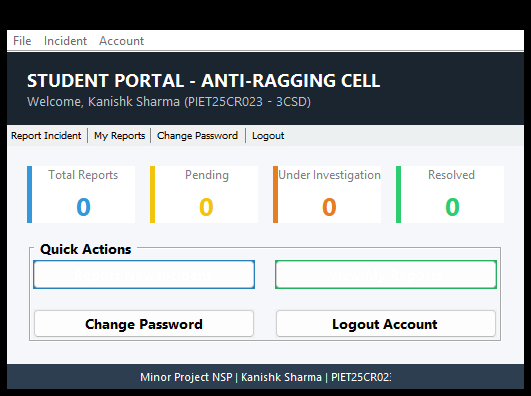 File Incident Account
STUDENT PORTAL - ANTI-RAGGING CELL
Welcome, Kanishk Sharma (PIET25CR023 - 3CSD)
Report Incident | My Reports | Change Password | Logout
Total Reports Pending Under Investigation Resolved
0 0 0 0
Quick Actions
Change Password Logout Account
Minor Project NSP | Kanishk Sharma | PIET25CR023